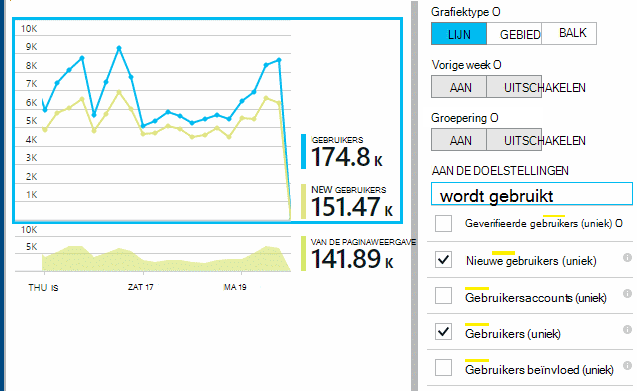 10K
9K
8K
7K
6K
5K
4K
3K
2K
1K
GEBRUIKERS
174.8 K
NEW GEBRUIKERS
151.47 K
10K
5K
VAN DE PAGINAWEERGAVE
141.89 K
THU IS
ZAT 17
MA 19
Grafiektype O
LIJN GEBIED BALK
Vorige week O
AAN UITSCHAKELEN
Groepering O
AAN UITSCHAKELEN
AAN DE DOELSTELLINGEN
wordt gebruikt
Geverifieerde gebruikers (uniek) O
Nieuwe gebruikers (uniek)
Gebruikersaccounts (uniek)
Gebruikers (uniek)
Gebruikers beïnvloed (uniek)